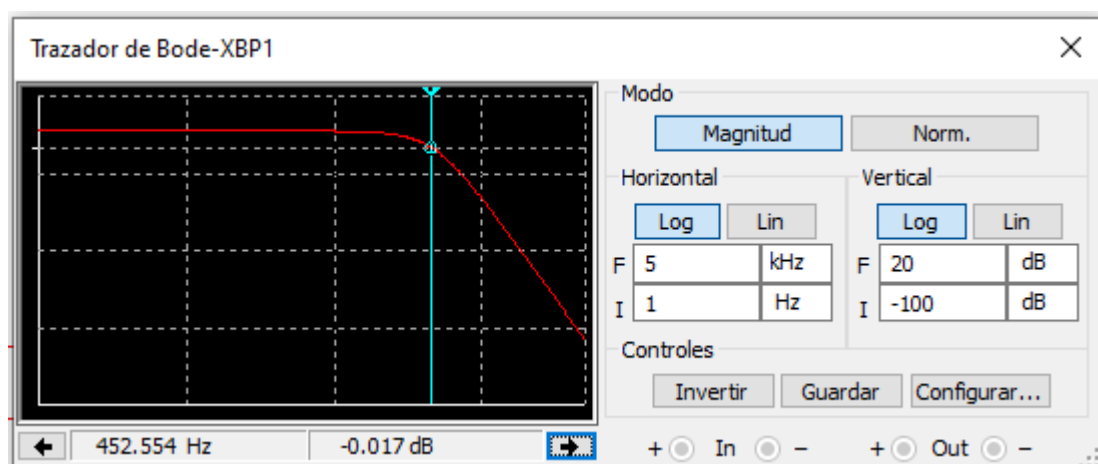 Trazador de Bode-XBP1
Modo
Magnitud Norm.
Horizontal Vertical
Log Lin Log Lin
F 5 kHz F 20 dB
I 1 Hz I -100 dB
Controles
Invertir Guardar Configurar...
452.554 Hz -0.017 dB + In − + Out −